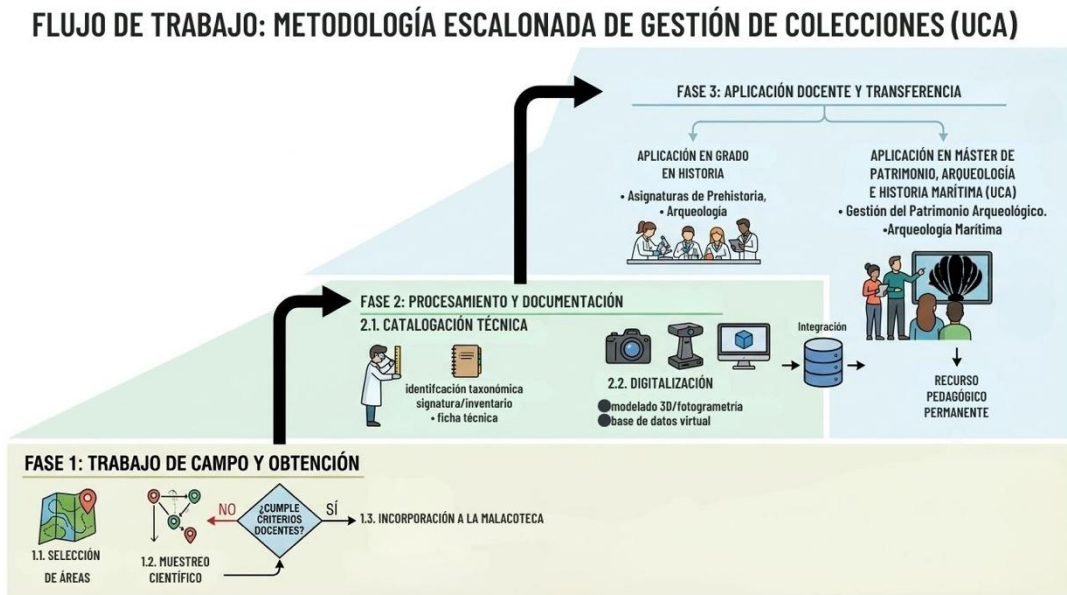 FLUJO DE TRABAJO: METODOLOGÍA ESCALONADA DE GESTIÓN DE COLECCIONES (UCA)
FASE 3: APLICACIÓN DOCENTE Y TRANSFERENCIA
APLICACIÓN EN GRADO
EN HISTORIA
• Asignaturas de Prehistoria,
• Arqueología
APLICACIÓN EN MÁSTER DE
PATRIMONIO, ARQUEOLOGÍA
E HISTORIA MARÍTIMA (UCA)
• Gestión del Patrimonio Arqueológico.
•Arqueología Marítima
RECURSO
PEDAGÓGICO
PERMANENTE
FASE 2: PROCESAMIENTO Y DOCUMENTACIÓN
2.1. CATALOGACIÓN TÉCNICA
identifcación taxonómica
signatura/inventario
• ficha técnica
2.2. DIGITALIZACIÓN
●modelado 3D/fotogrametría
●base de datos virtual
Integración
FASE 1: TRABAJO DE CAMPO Y OBTENCIÓN
1.1. SELECCIÓN
DE ÁREAS
1.2. MUESTREO
CIENTÍFICO
NO
¿CUMPLE
CRITERIOS
DOCENTES?
SÍ
1.3. INCORPORACIÓN A LA MALACOTECA